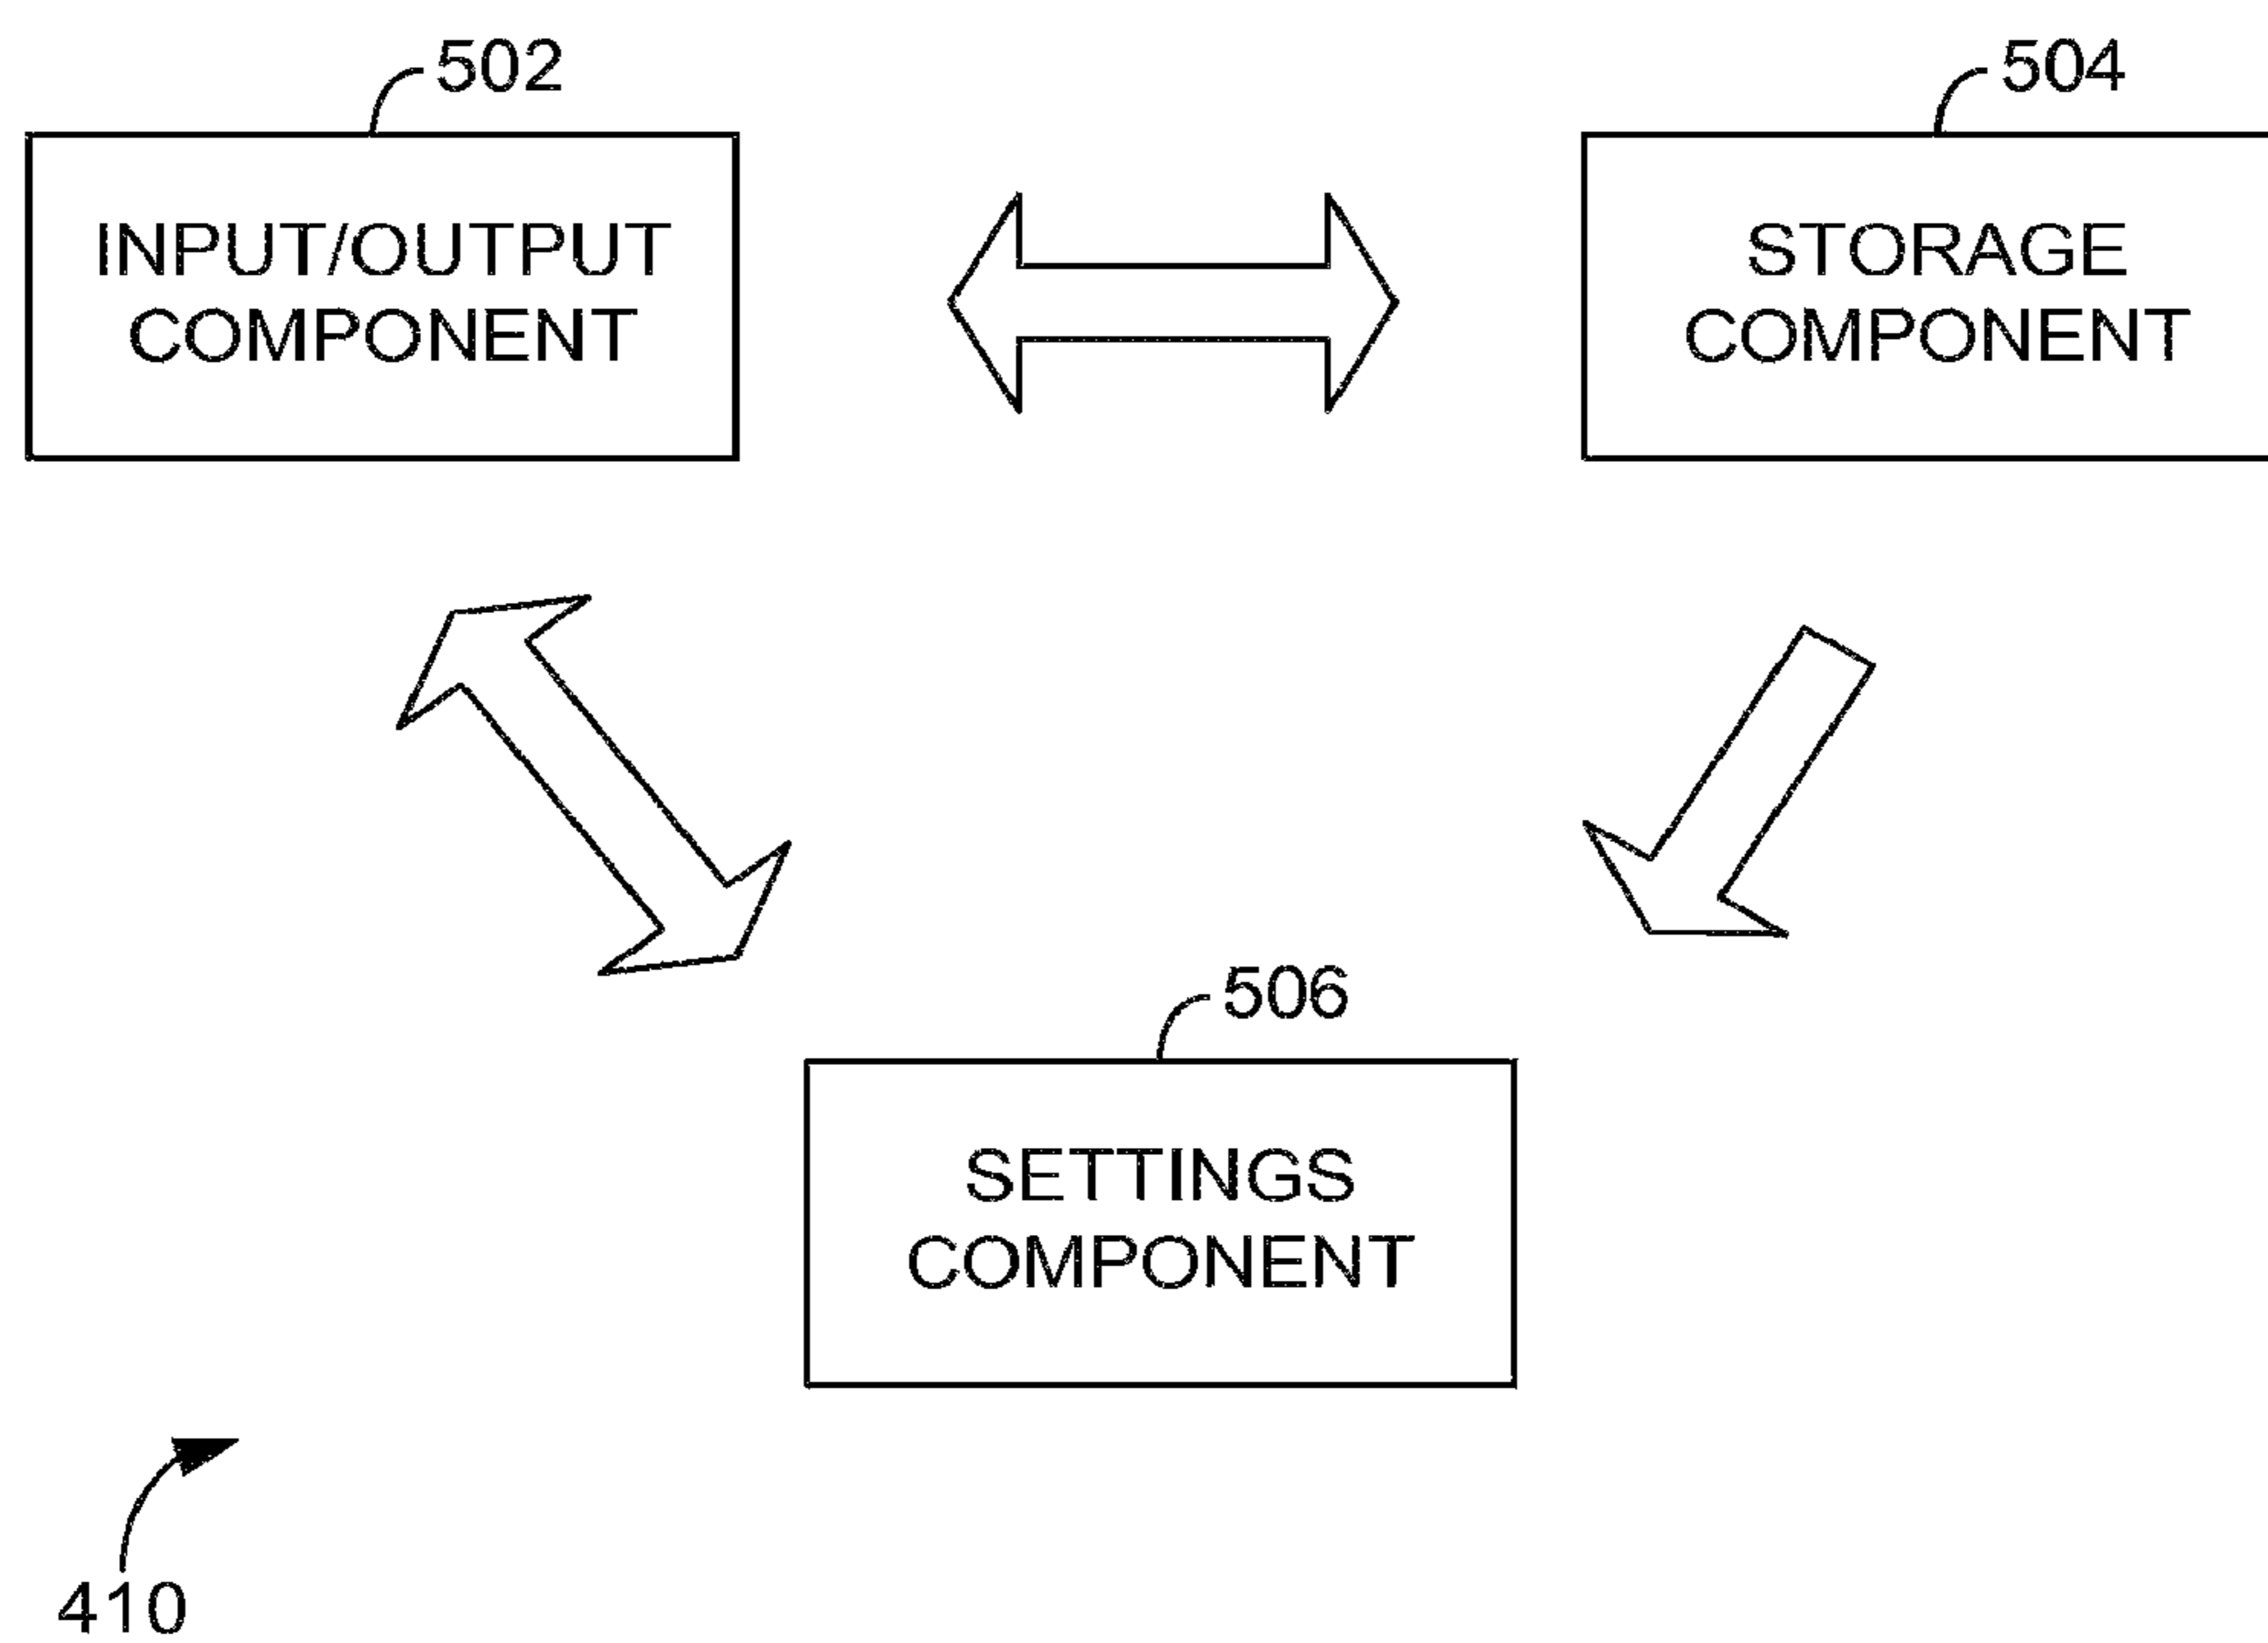 502
504
INPUT/OUTPUT
COMPONENT
STORAGE
COMPONENT
506
SETTINGS
COMPONENT
410